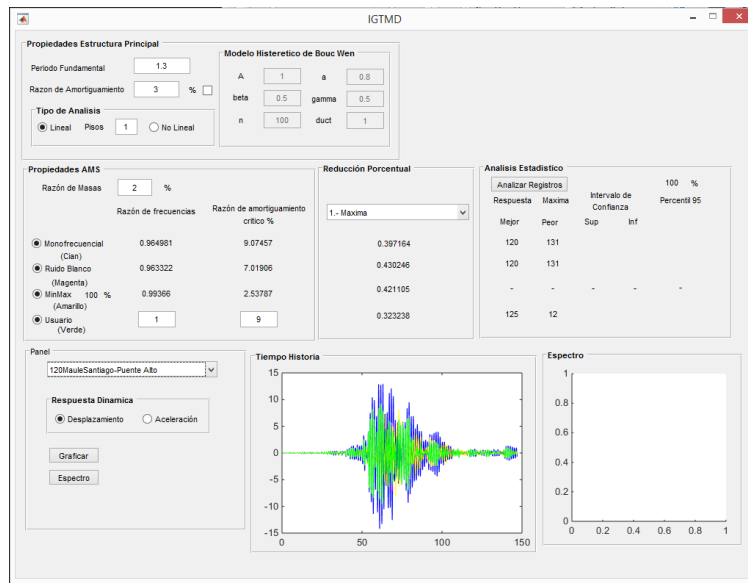 IGTMD
Propiedades Estructura Principal
Periodo Fundamental 1.3
Razon de Amortiguamiento 3 %
Tipo de Analisis
Lineal Pisos 1 No Lineal
Modelo Histeretico de Bouc Wen
A 1 a 0.8
beta 0.5 gamma 0.5
n 100 duct 1
Propiedades AMS
Razón de Masas 2 %
Razón de frecuencias Razón de amortiguamiento critico %
Monofrecuencial 0.964981 9.07457
(Cian)
Ruido Blanco 0.963322 7.01906
(Magenta)
MinMax 100 % 0.99366 2.53787
(Amarillo)
Usuario 1 9
(Verde)
Reducción Porcentual
1.- Maxima
0.397164
0.430246
0.421105
0.323238
Analisis Estadistico
Analizar Registros 100 %
Respuesta Maxima Intervalo de Confianza Percentil 95
Mejor Peor Sup Inf
120 131
120 131
- - - - -
125 12
Panel
120MauleSantiago-Puente Alto
Respuesta Dinamica
Desplazamiento Aceleración
Graficar
Espectro
Tiempo Historia
15
10
5
0
-5
-10
-15
0 50 100 150
Espectro
1
0.8
0.6
0.4
0.2
0
0 0.2 0.4 0.6 0.8 1